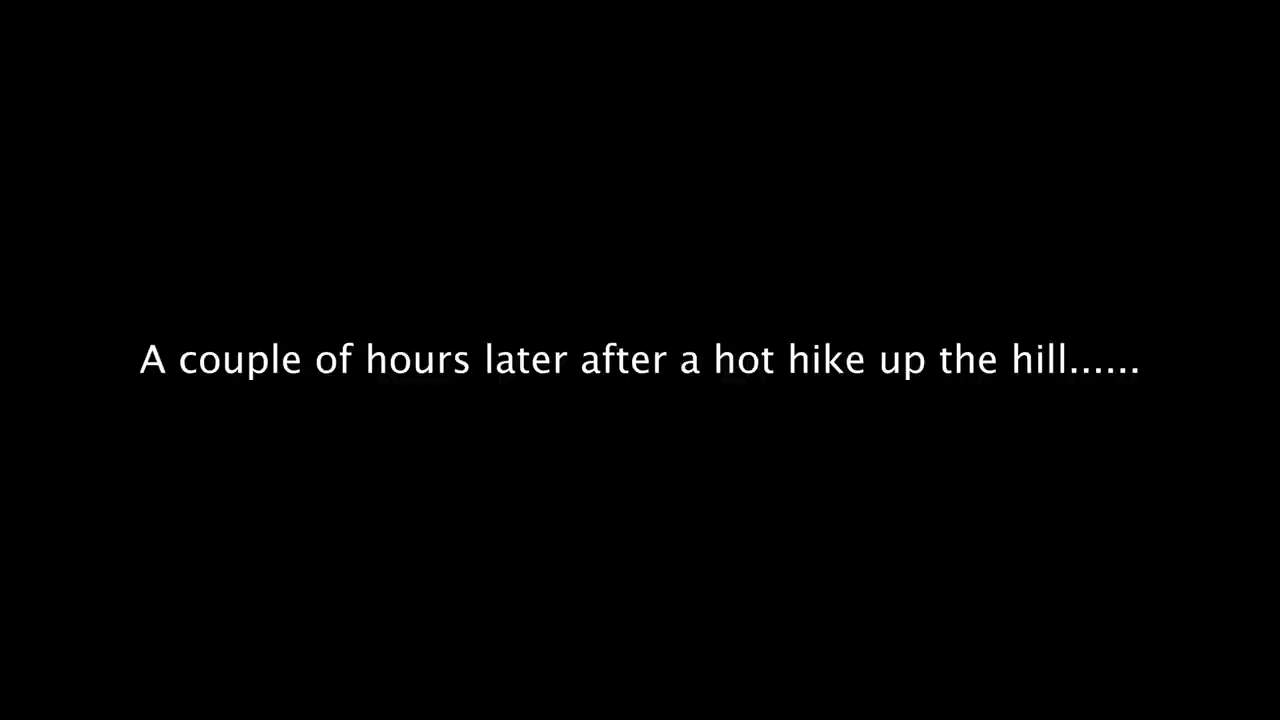 A couple of hours later after a hot hike up the hill......